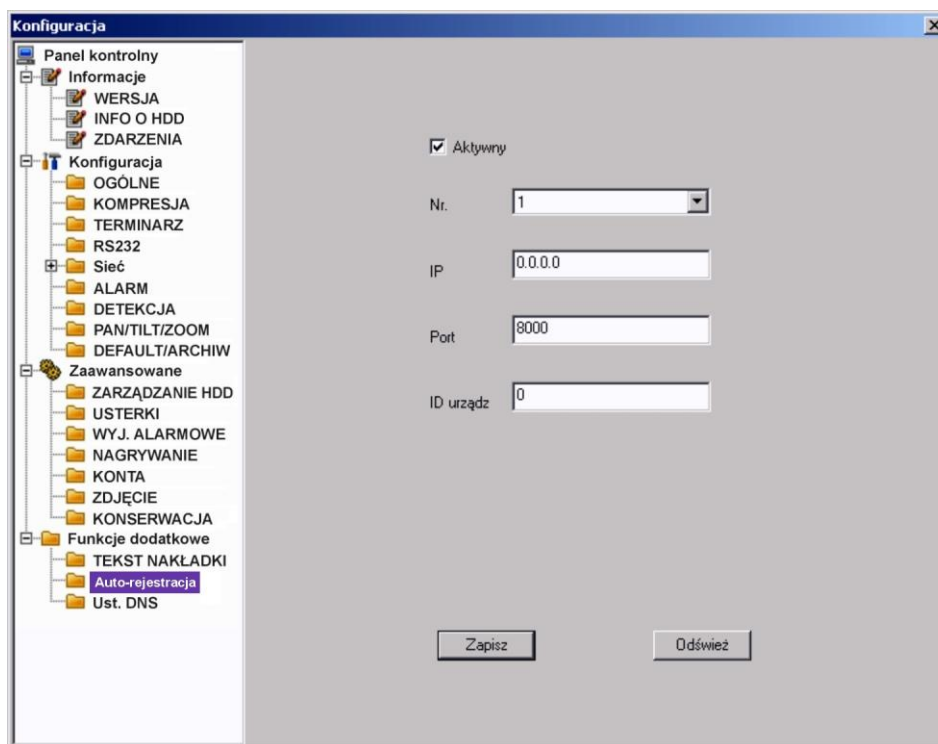 Konfiguracja
Panel kontrolny
Informacje
WERSJA
INFO O HDD
ZDARZENIA
Konfiguracja
OGÓLNE
KOMPRESJA
TERMINARZ
RS232
Sieć
ALARM
DETEKCJA
PAN/TILT/ZOOM
DEFAULT/ARCHIW
Zaawansowane
ZARZĄDZANIE HDD
USTERKI
WYJ. ALARMOWE
NAGRYWANIE
KONTA
ZDJĘCIE
KONSERWACJA
Funkcje dodatkowe
TEKST NAKŁADKI
Auto-rejestracja
Ust. DNS
Aktywny
Nr. 1
IP 0.0.0.0
Port 8000
ID urządz 0
Zapisz Odśwież